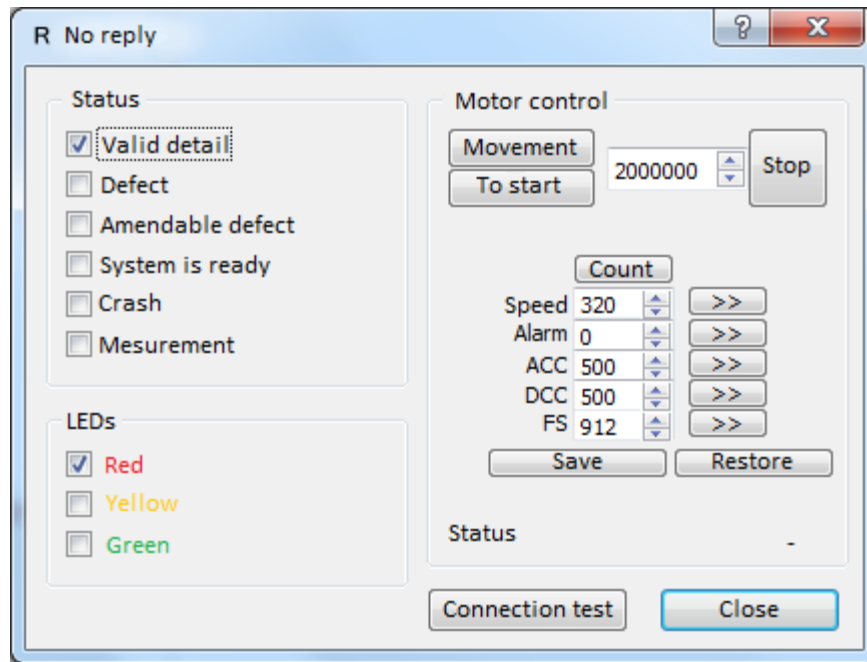 R No reply
?
X
Status
Valid detail
Defect
Amendable defect
System is ready
Crash
Mesurement
LEDs
Red
Yellow
Green
Motor control
Movement
To start
2000000
Stop
Count
Speed 320 >>
Alarm 0 >>
ACC 500 >>
DCC 500 >>
FS 912 >>
Save Restore
Status -
Connection test Close